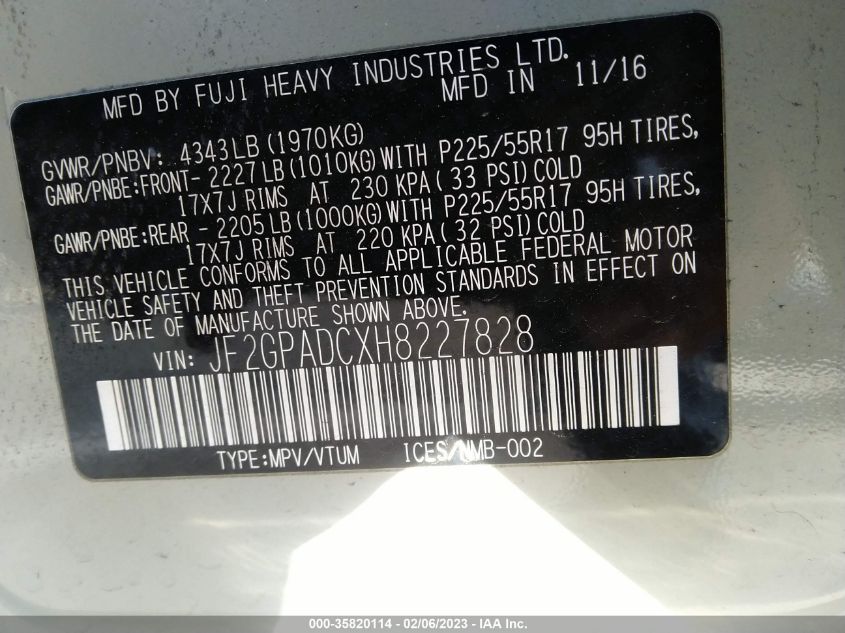 MFD BY FUJI HEAVY INDUSTRIES LTD.
MFD IN 11/16
GVWR/PNBV: 4343LB(1970KG)
GAWR/PNBE:FRONT- 2227LB(1010KG)WITH P225/55R17 95H TIRES,
17X7J RIMS AT 230 KPA( 33 PSI)COLD
GAWR/PNBE:REAR - 2205LB(1000KG)WITH P225/55R17 95H TIRES,
17X7J RIMS AT 220 KPA( 32 PSI)COLD
THIS VEHICLE CONFORMS TO ALL APPLICABLE FEDERAL MOTOR
VEHICLE SAFETY AND THEFT PREVENTION STANDARDS IN EFFECT ON
THE DATE OF MANUFACTURE SHOWN ABOVE.
VIN: JF2GPADCXH8227828
TYPE:MPV/VTUM ICES/NMB-002
000-35820114 - 02/06/2023 - IAA Inc.